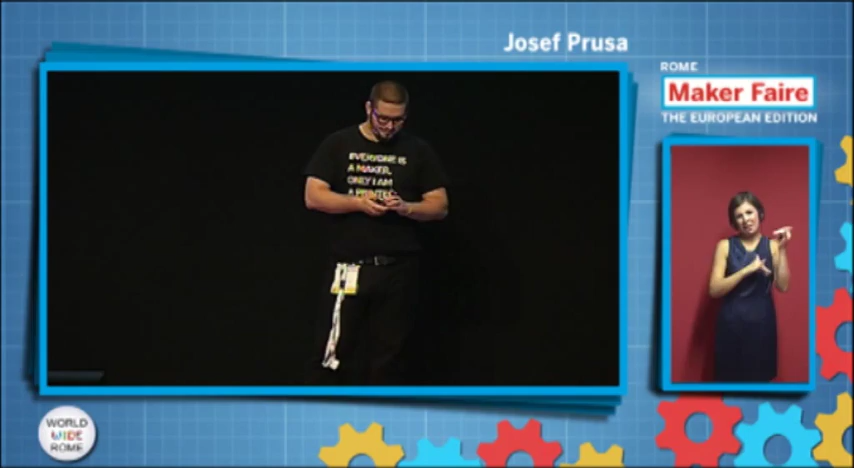 Josef Prusa
ROME
Maker Faire
THE EUROPEAN EDITION
EVERYONE IS
A MAKER.
ONLY I AM
A PRINTER
WORLD
WIDE
ROME